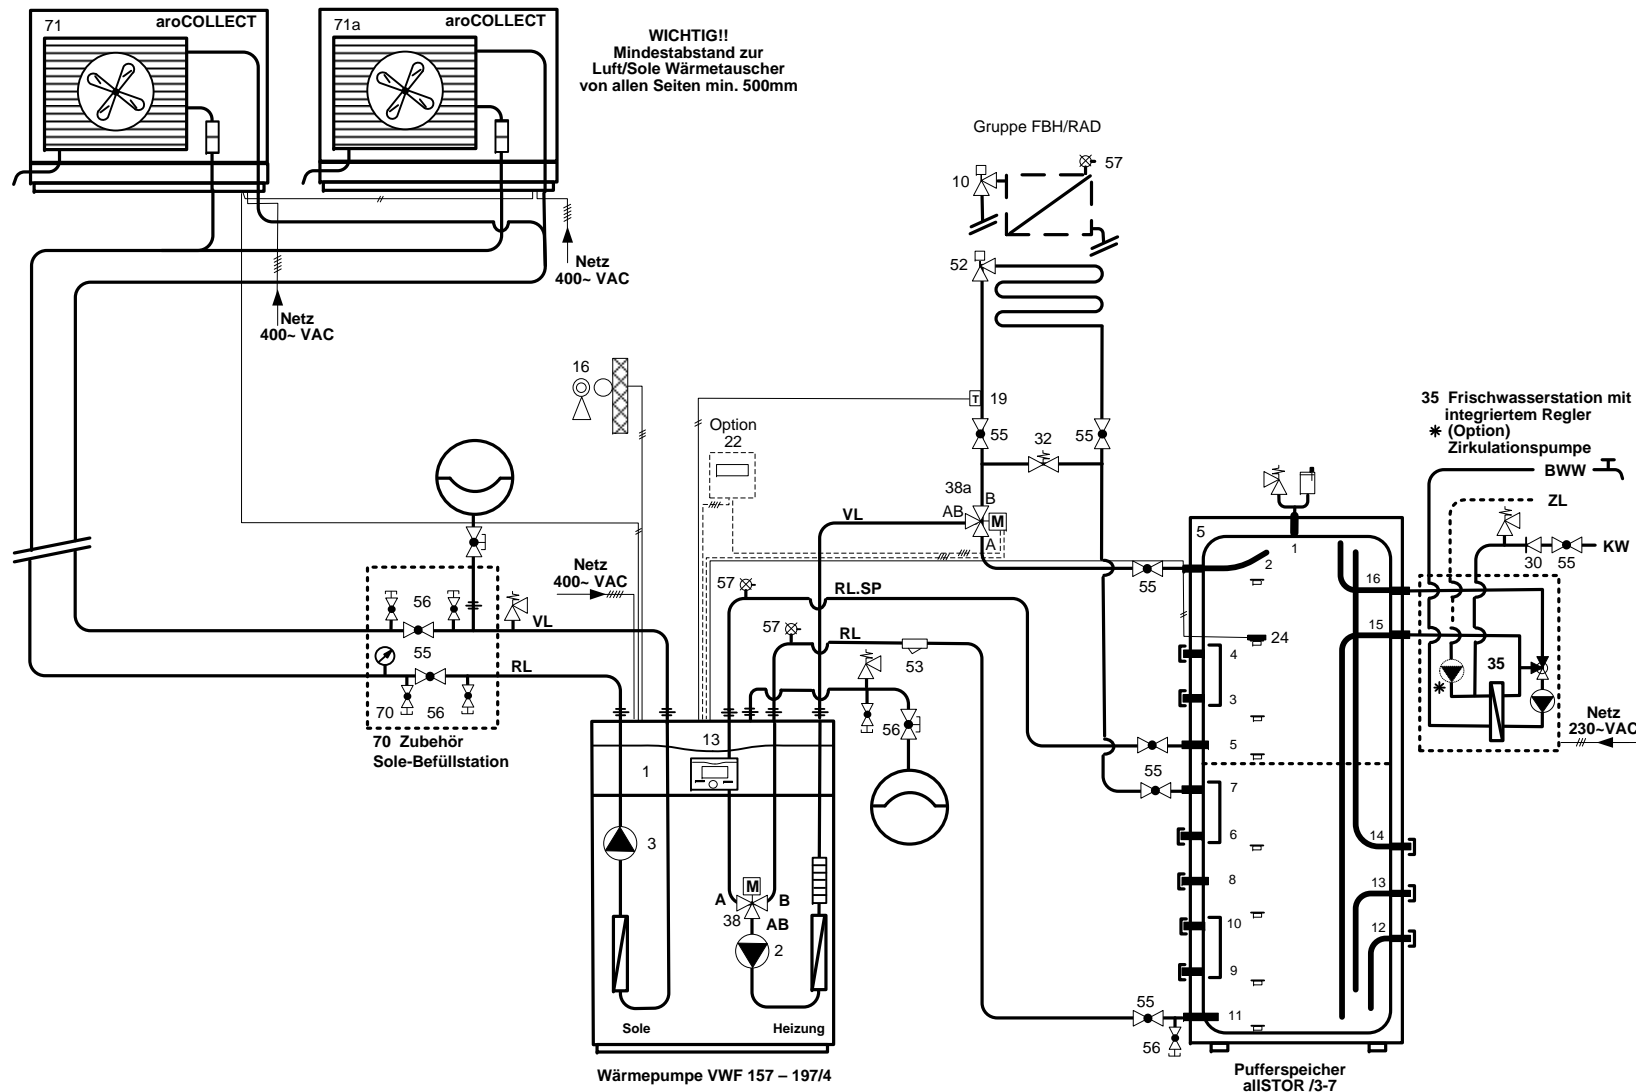 71
aroCOLLECT
71a
aroCOLLECT
WICHTIG!!
Mindestabstand zur
Luft/Sole Wärmetauscher
von allen Seiten min. 500mm
Gruppe FBH/RAD
57
10
52
Netz
400~ VAC
Netz
400~ VAC
16
T
19
Option
22
55
32
55
35 Frischwasserstation mit
integriertem Regler
* (Option)
Zirkulationspumpe
BWW
ZL
KW
30
55
38a
B
AB
M
A
VL
5
1
2
55
16
Netz
400~ VAC
57
RL.SP
56
VL
55
57
RL
53
24
15
4
35
*
3
RL
70
56
70 Zubehör
Sole-Befüllstation
13
56
5
Netz
230~VAC
1
55
7
6
14
3
8
13
M
A
B
38
AB
10
12
2
9
55
11
56
Sole
Heizung
Wärmepumpe VWF 157 – 197/4
Pufferspeicher
allSTOR /3-7